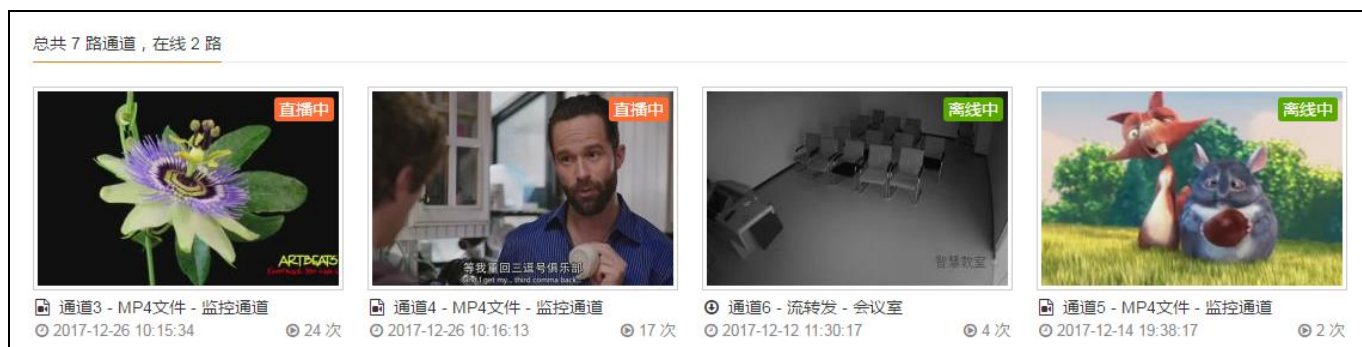 总共 7 路通道，在线 2 路
直播中
直播中
离线中
离线中
ARTBEATS
等我重回三逗号俱乐部
third comma back
智慧教室
通道3 - MP4文件 - 监控通道
2017-12-26 10:15:34
24 次
通道4 - MP4文件 - 监控通道
2017-12-26 10:16:13
17 次
通道6 - 流转发 - 会议室
2017-12-12 11:30:17
4 次
通道5 - MP4文件 - 监控通道
2017-12-14 19:38:17
2 次